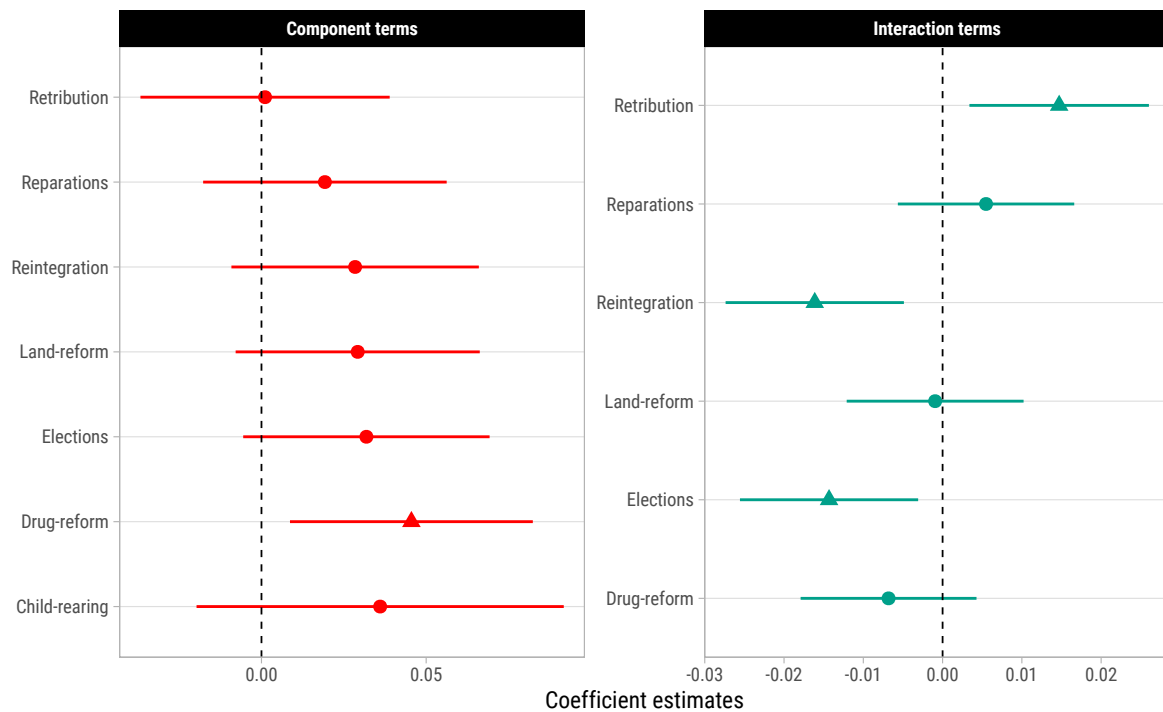 Component terms
Retribution
Reparations
Reintegration
Land-reform
Elections
Drug-reform
Child-rearing
0.00 0.05
Interaction terms
Retribution
Reparations
Reintegration
Land-reform
Elections
Drug-reform
-0.03 -0.02 -0.01 0.00 0.01 0.02
Coefficient estimates